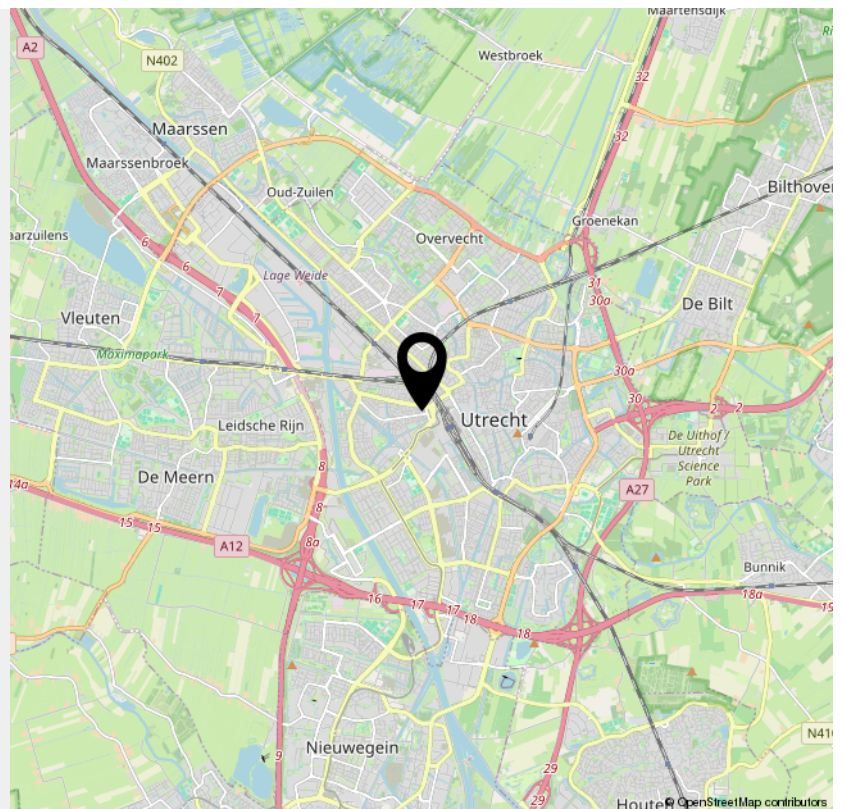 Maartensdijk
A2
N402
Westbroek
32
32
Maarssen
Maarssenbroek
Oud-Zuilen
Bilthoven
aarzuilens
Overvecht
Groenekan
6
6
Lage Weide
7
7
31
30a
De Bilt
Vleuten
Máximapark
30a
30
2
2
Utrecht
Leidsche Rijn
De Uithof /
Utrecht
Science
Park
De Meern
8
14a
8
A27
15
15
A12
8a
Bunnik
16
17
17
18
18
18a
19
Nieuwegein
9
29
29
N410
Houten
© OpenStreetMap contributors